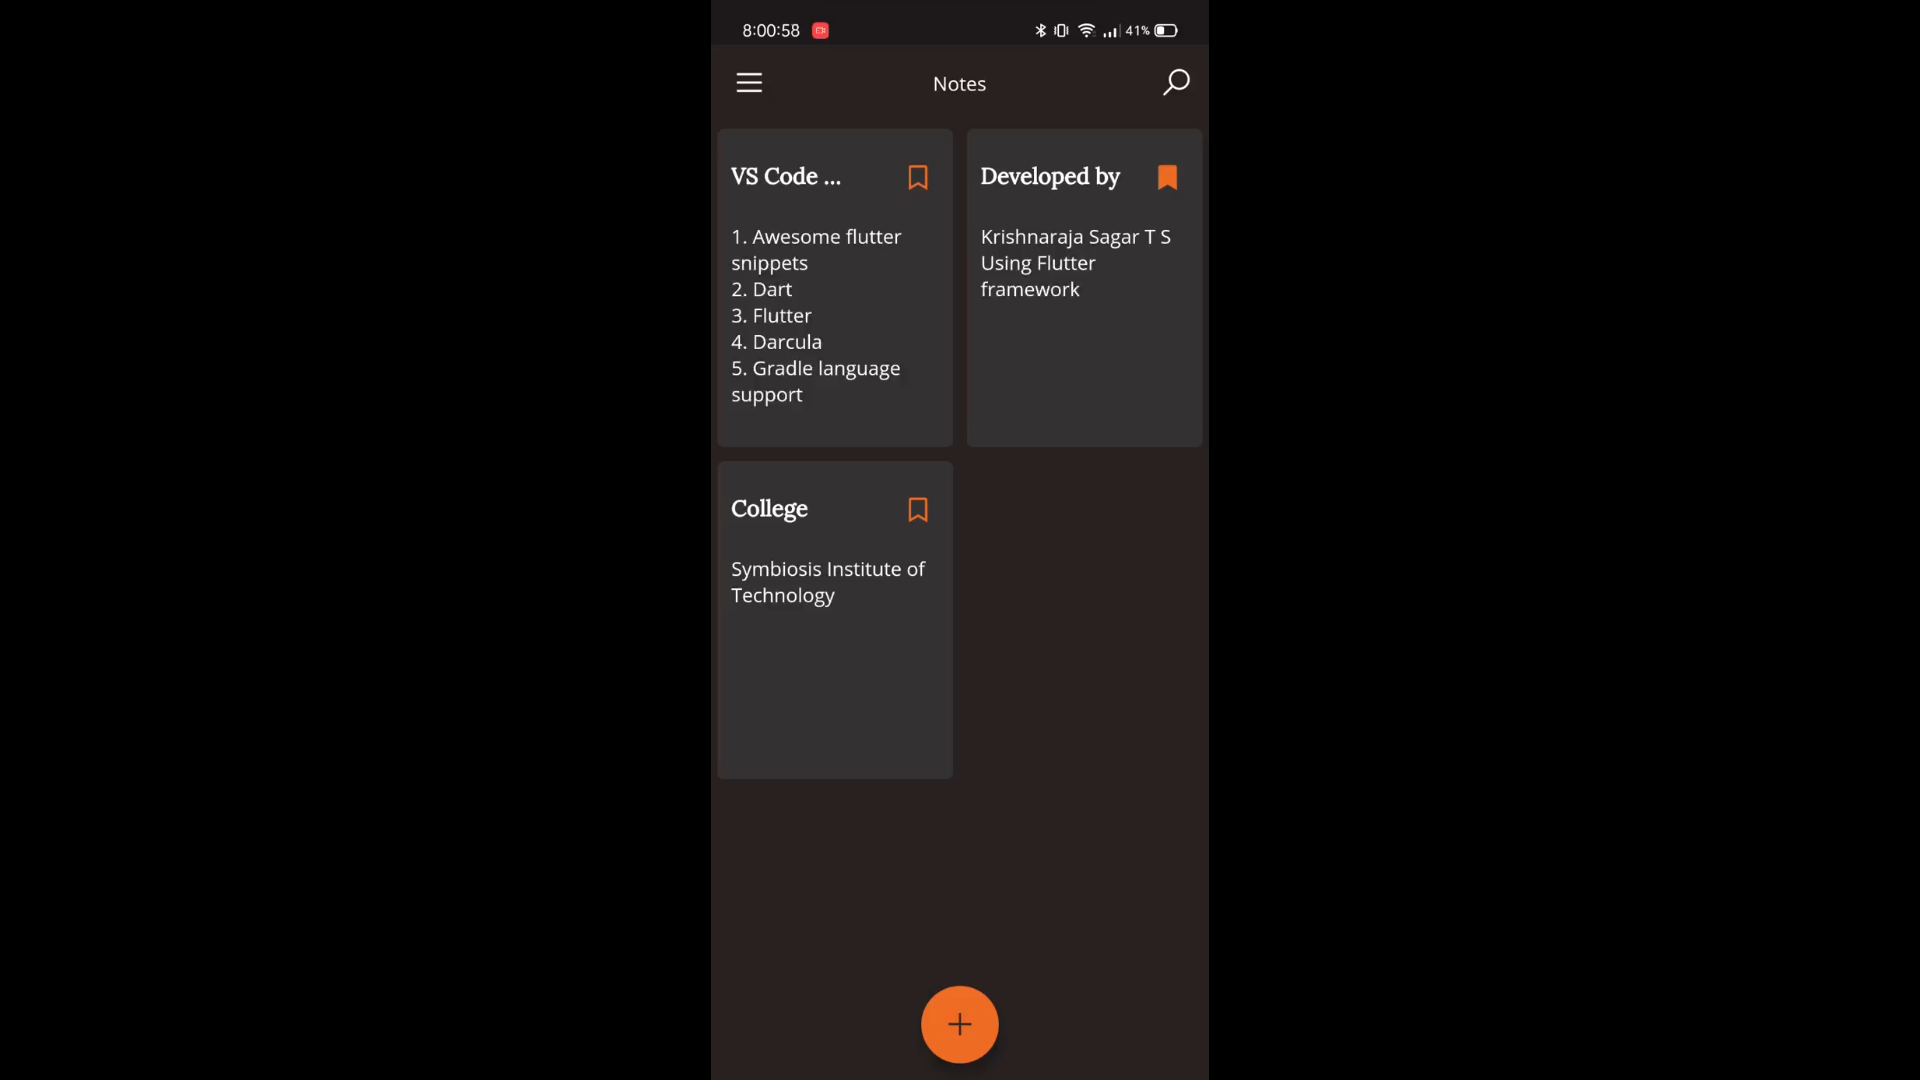 8:00:58
41%
Notes
VS Code ...
1. Awesome flutter
snippets
2. Dart
3. Flutter
4. Darcula
5. Gradle language
support
Developed by
Krishnaraja Sagar T S
Using Flutter
framework
College
Symbiosis Institute of
Technology